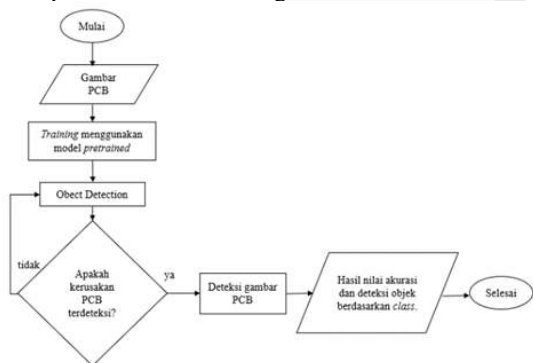 Mulai
Gambar
PCB
Training menggunakan
model pretrained
Obect Detection
tidak
Apakah
kerusakan
PCB
terdeteksi?
ya
Deteksi gambar
PCB
Hasil nilai akurasi
dan deteksi objek
berdasarkan class.
Selesai